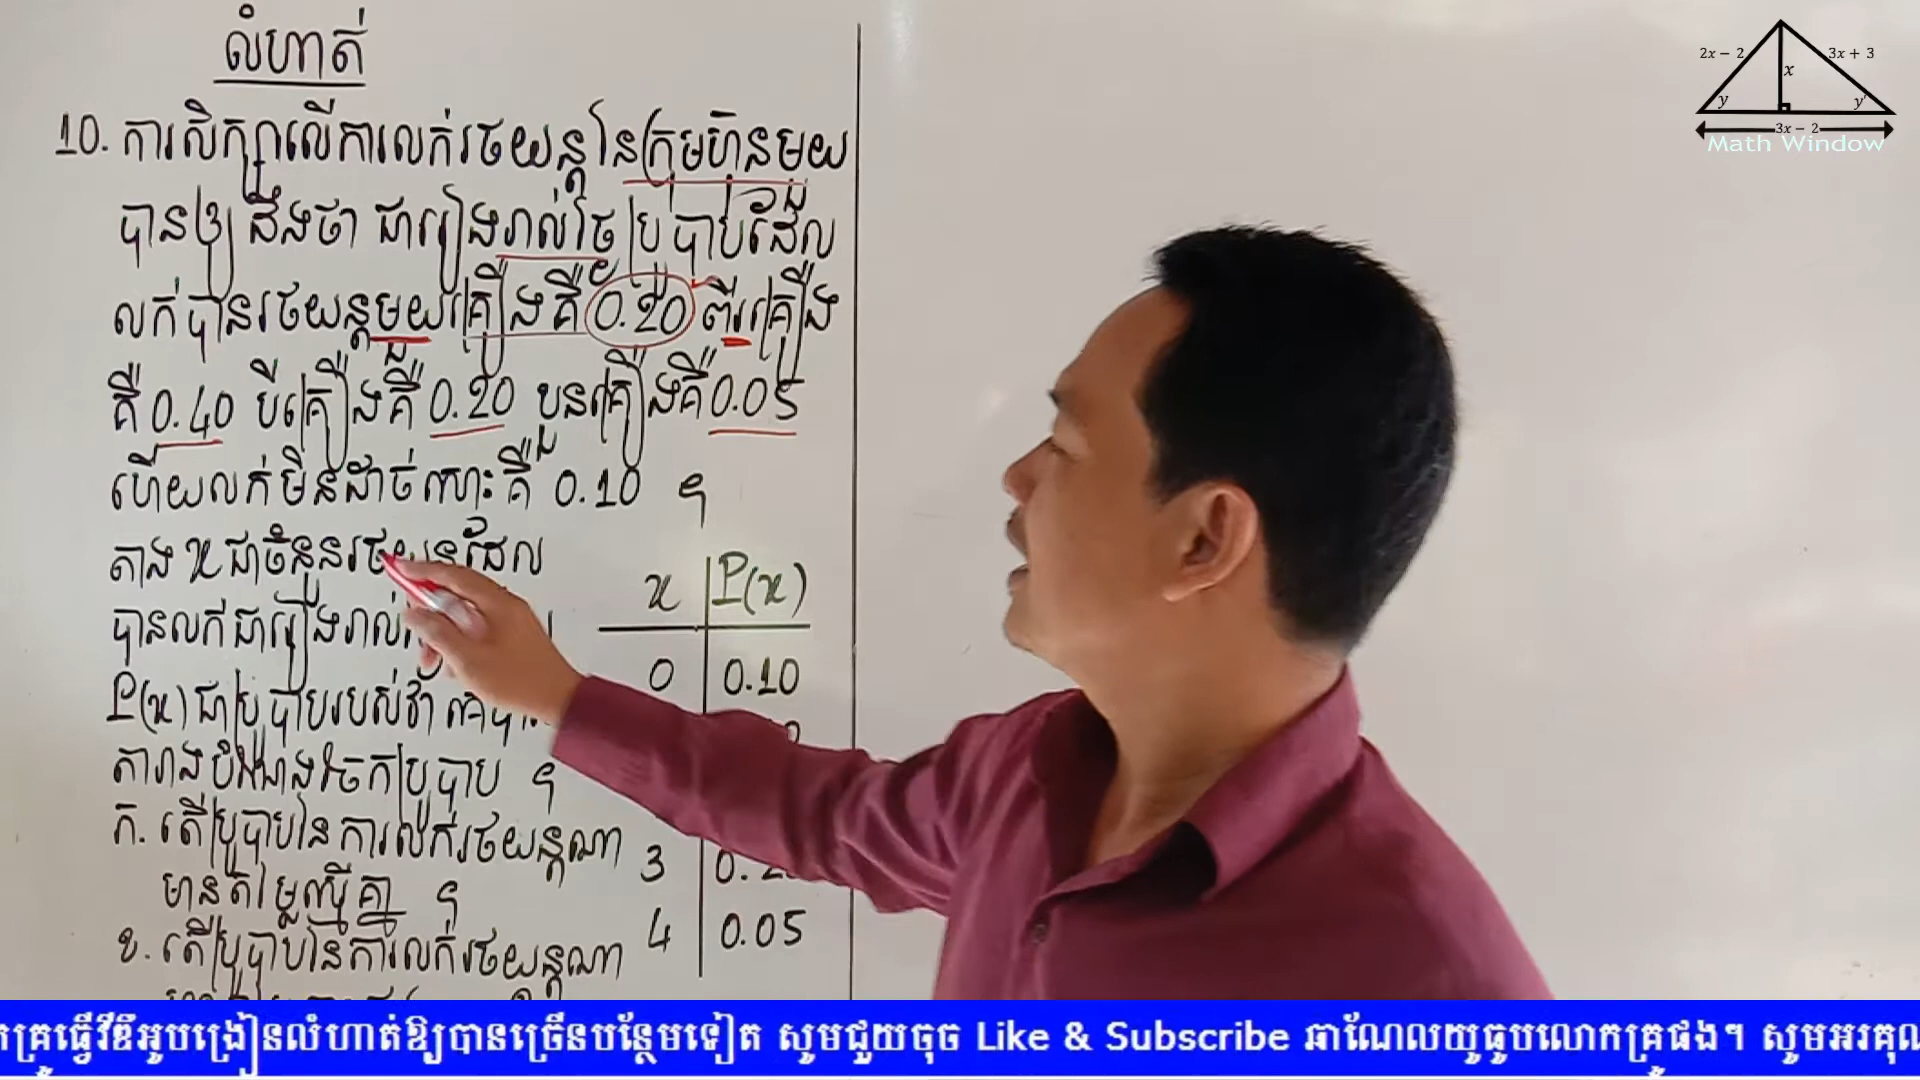 លំហាត់
10. ការសិក្សាលើការលក់រថយន្ត នៃក្រុមហ៊ុនមួយ
បានឲ្យដឹងថា ជារៀងរាល់ថ្ងៃ ប្រូបាបដែល
លក់បានរថយន្តមួយគ្រឿងគឺ 0.20 ពីរគ្រឿង
គឺ 0.40 បីគ្រឿងគឺ 0.20 បួនគ្រឿងគឺ 0.05
ហើយលក់មិនដាច់សោះគឺ 0.10 ។
តាង x ជាចំនួនរថយន្តដែល
បានលក់ជារៀងរាល់
P(x) ជាប្រូបាបរបស់វា
តារាងបំណែងចែកប្រូបាប ។
ក. តើប្រូបាបនៃការលក់រថយន្តណា
មានតម្លៃស្មើគ្នា ។
ខ. តើប្រូបាបនៃការលក់រថយន្តណា
x P(x)
0 0.10
3
4 0.05
2x − 2
3x + 3
x
y
y'
3x − 2
Math Window
គ្រូធ្វើវីឌីអូបង្រៀនលំហាត់ឱ្យបានច្រើនបន្ថែមទៀត សូមជួយចុច Like & Subscribe ឆាណែលយូធូបលោកគ្រូផង។ សូមអរគុណ